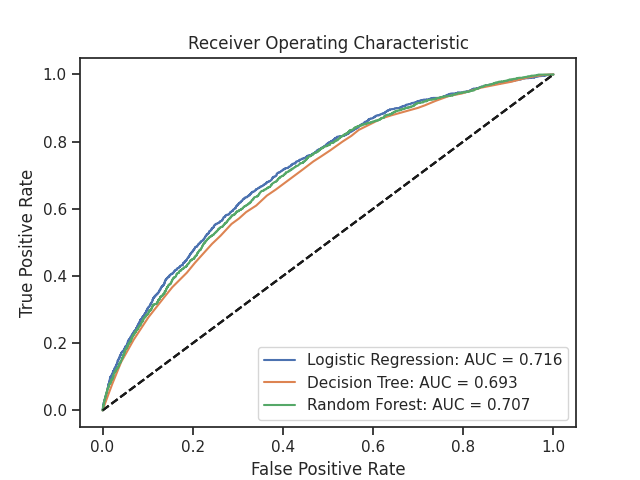 Receiver Operating Characteristic
True Positive Rate
1.0
0.8
0.6
0.4
0.2
0.0
Logistic Regression: AUC = 0.716
Decision Tree: AUC = 0.693
Random Forest: AUC = 0.707
0.0 0.2 0.4 0.6 0.8 1.0
False Positive Rate